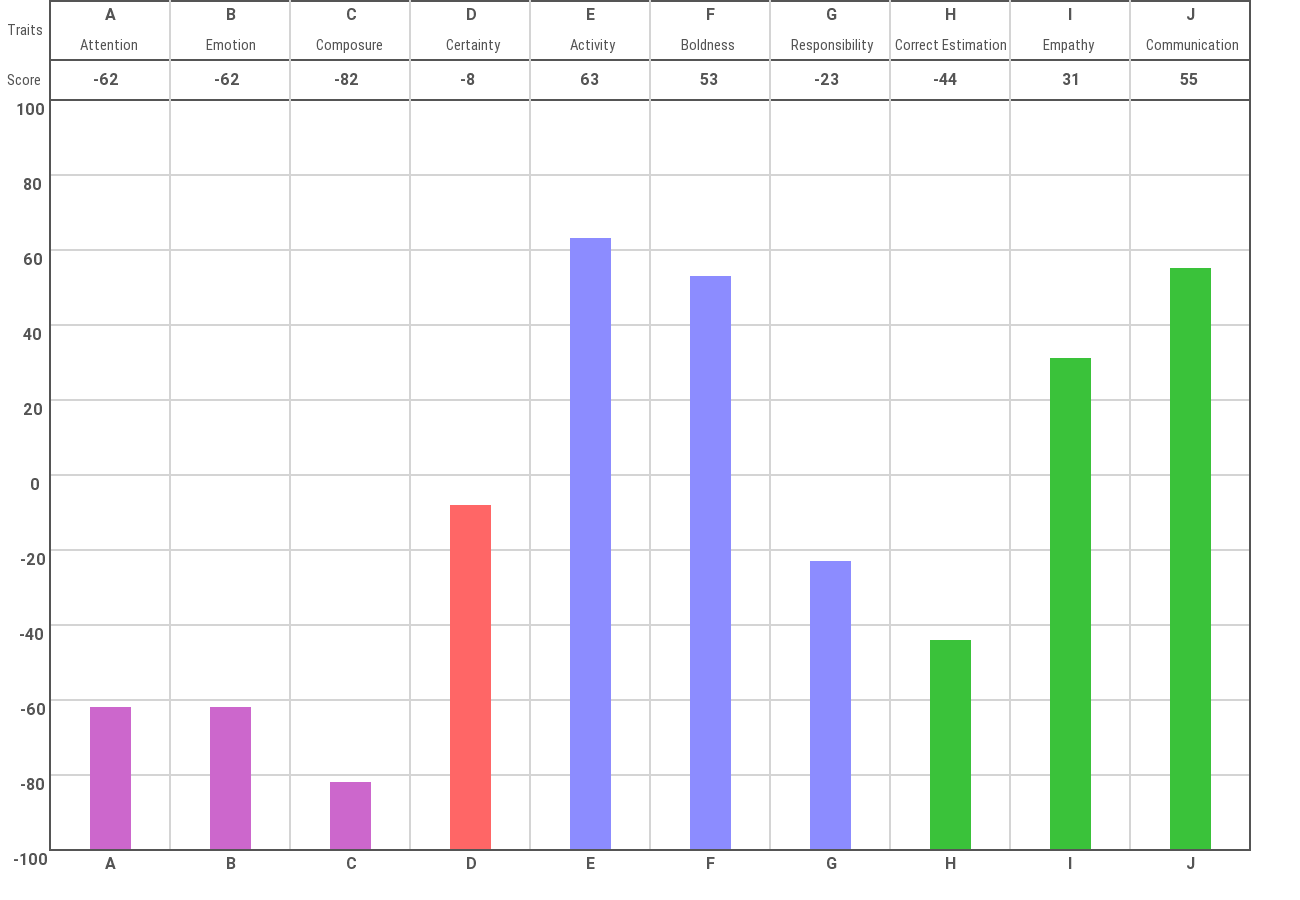 A B C D E F G H I J
Traits
Attention Emotion Composure Certainty Activity Boldness Responsibility Correct Estimation Empathy Communication
Score -62 -62 -82 -8 63 53 -23 -44 31 55
100
80
60
40
20
0
-20
-40
-60
-80
-100
A B C D E F G H I J